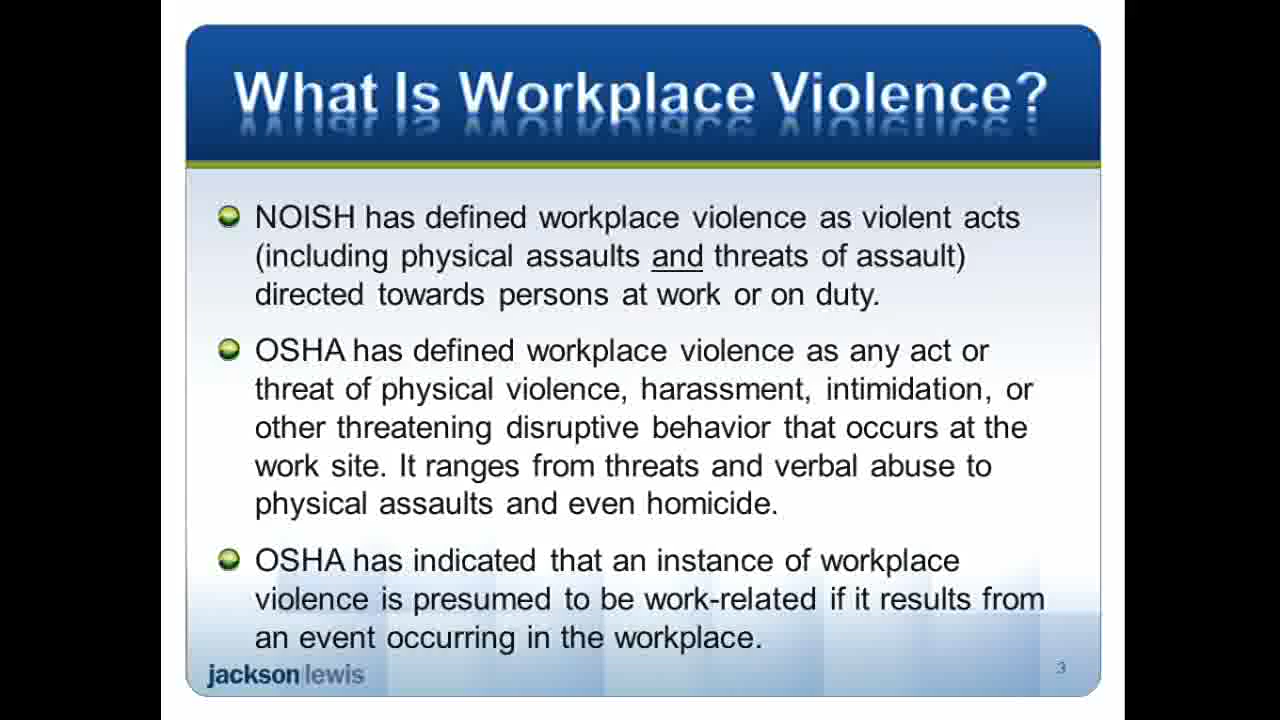 What Is Workplace Violence?
NOISH has defined workplace violence as violent acts
(including physical assaults and threats of assault)
directed towards persons at work or on duty.
OSHA has defined workplace violence as any act or
threat of physical violence, harassment, intimidation, or
other threatening disruptive behavior that occurs at the
work site. It ranges from threats and verbal abuse to
physical assaults and even homicide.
OSHA has indicated that an instance of workplace
violence is presumed to be work-related if it results from
an event occurring in the workplace.
jackson lewis
3